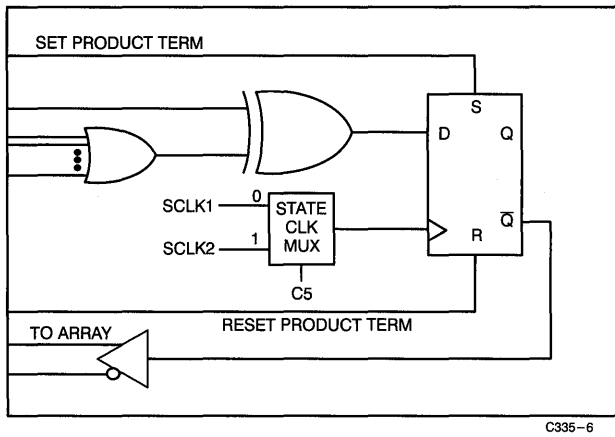 SET PRODUCT TERM
S
D Q
SCLK1 0
STATE
CLK
MUX
SCLK2 1
Q̅
R
C5
RESET PRODUCT TERM
TO ARRAY
C335-6